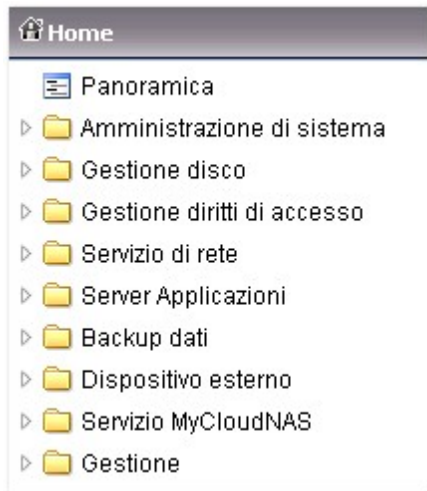 Home
Panoramica
Amministrazione di sistema
Gestione disco
Gestione diritti di accesso
Servizio di rete
Server Applicazioni
Backup dati
Dispositivo esterno
Servizio MyCloudNAS
Gestione